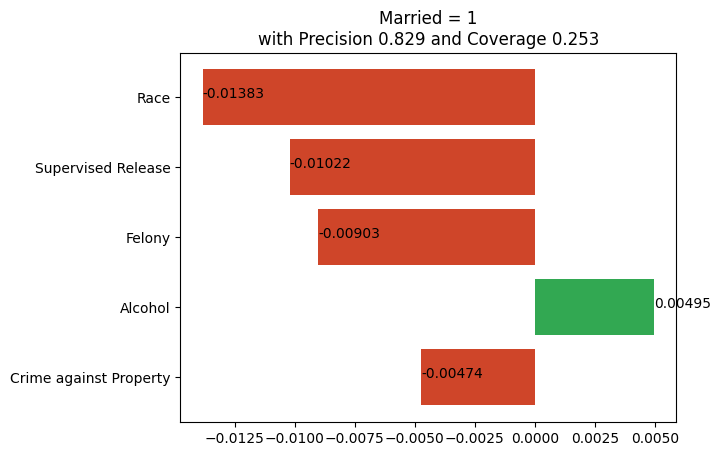 Married = 1
with Precision 0.829 and Coverage 0.253
Race
-0.01383
Supervised Release
-0.01022
Felony
-0.00903
Alcohol
0.00495
Crime against Property
-0.00474
−0.0125 −0.0100 −0.0075 −0.0050 −0.0025 0.0000 0.0025 0.0050